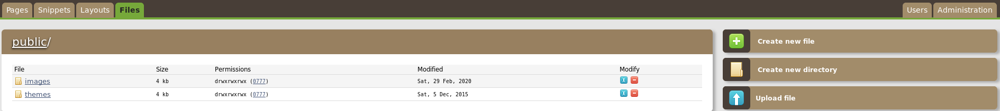 Pages Snippets Layouts Files Users Administration
public/
File Size Permissions Modified Modify
images 4 kb drwxrwxrwx (0777) Sat, 29 Feb, 2020
themes 4 kb drwxrwxrwx (0777) Sat, 5 Dec, 2015
Create new file
Create new directory
Upload file